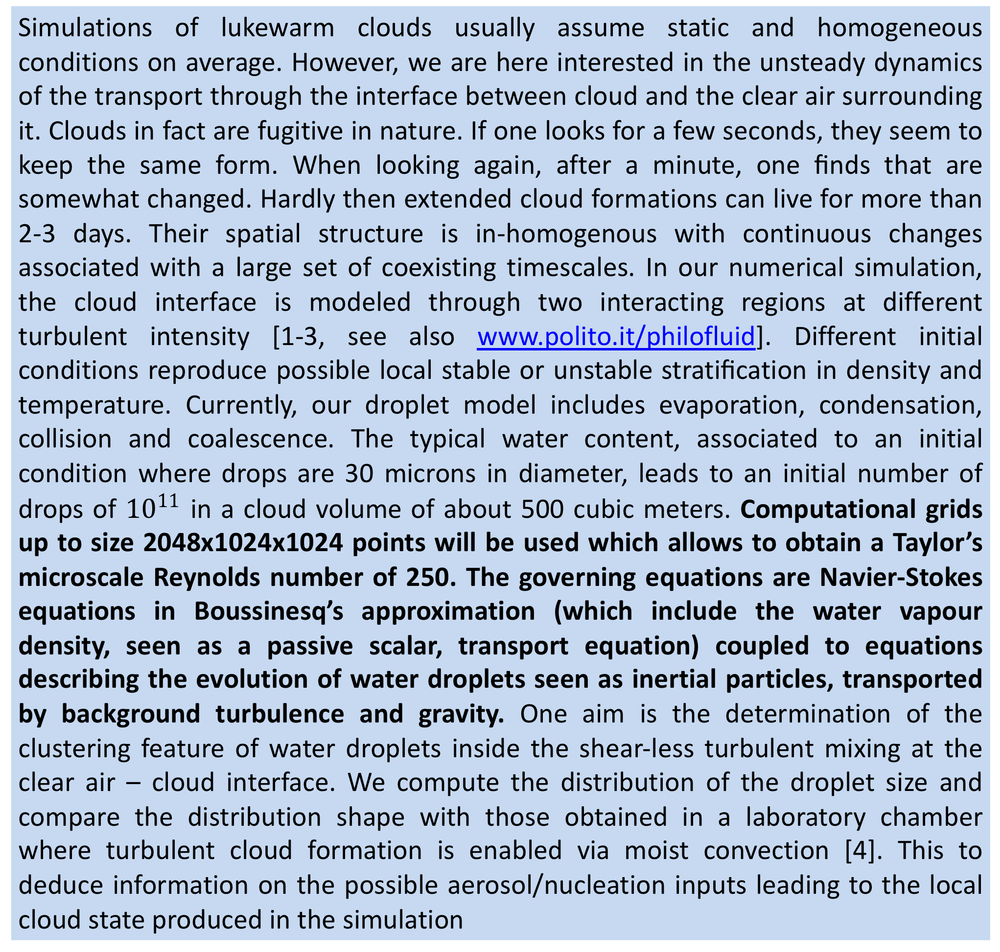 Simulations of lukewarm clouds usually assume static and homogeneous
conditions on average. However, we are here interested in the unsteady dynamics
of the transport through the interface between cloud and the clear air surrounding
it. Clouds in fact are fugitive in nature. If one looks for a few seconds, they seem to
keep the same form. When looking again, after a minute, one finds that are
somewhat changed. Hardly then extended cloud formations can live for more than
2-3 days. Their spatial structure is in-homogenous with continuous changes
associated with a large set of coexisting timescales. In our numerical simulation,
the cloud interface is modeled through two interacting regions at different
turbulent intensity [1-3, see also www.polito.it/philofluid]. Different initial
conditions reproduce possible local stable or unstable stratification in density and
temperature. Currently, our droplet model includes evaporation, condensation,
collision and coalescence. The typical water content, associated to an initial
condition where drops are 30 microns in diameter, leads to an initial number of
drops of 10¹¹ in a cloud volume of about 500 cubic meters. Computational grids
up to size 2048x1024x1024 points will be used which allows to obtain a Taylor’s
microscale Reynolds number of 250. The governing equations are Navier-Stokes
equations in Boussinesq’s approximation (which include the water vapour
density, seen as a passive scalar, transport equation) coupled to equations
describing the evolution of water droplets seen as inertial particles, transported
by background turbulence and gravity. One aim is the determination of the
clustering feature of water droplets inside the shear-less turbulent mixing at the
clear air – cloud interface. We compute the distribution of the droplet size and
compare the distribution shape with those obtained in a laboratory chamber
where turbulent cloud formation is enabled via moist convection [4]. This to
deduce information on the possible aerosol/nucleation inputs leading to the local
cloud state produced in the simulation